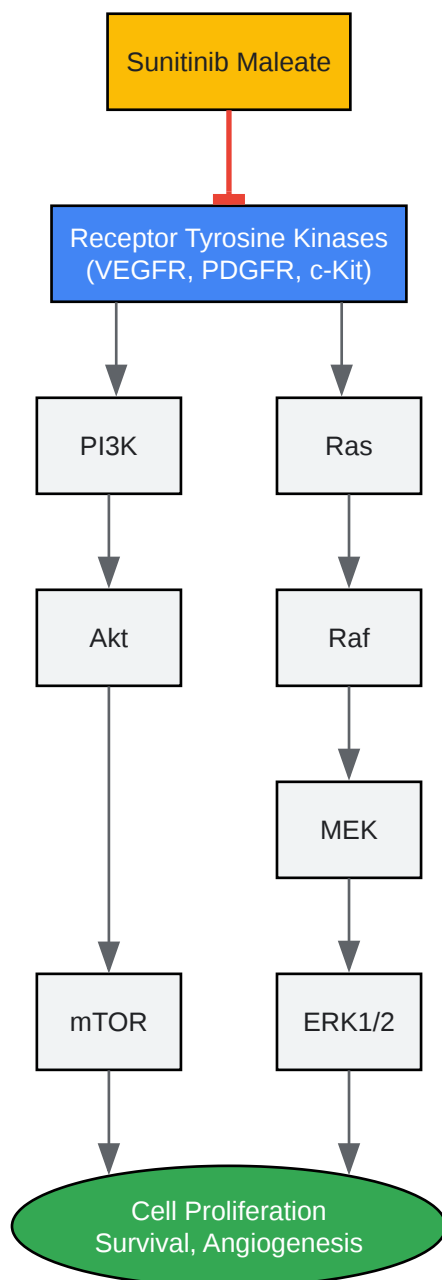 Sunitinib Maleate
Receptor Tyrosine Kinases
(VEGFR, PDGFR, c-Kit)
PI3K
Ras
Akt
Raf
MEK
mTOR
ERK1/2
Cell Proliferation
Survival, Angiogenesis